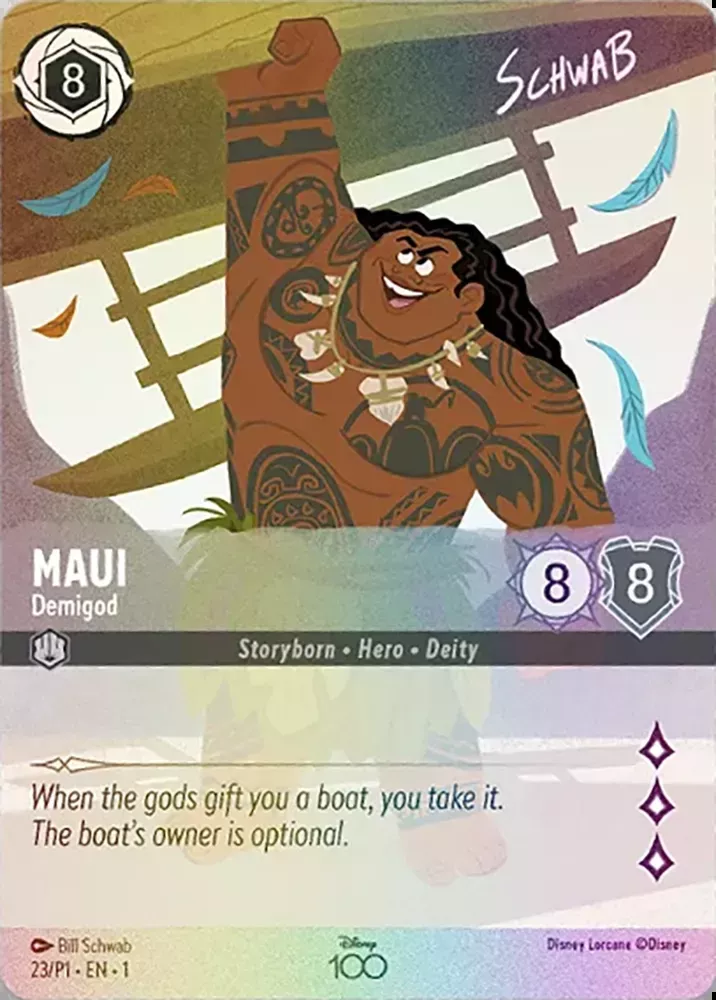 8
SCHWAB
MAUI
Demigod
8 8
Storyborn • Hero • Deity
When the gods gift you a boat, you take it.
The boat's owner is optional.
Bill Schwab
23/P1 • EN • 1
Disney
100
Disney Lorcana ©Disney